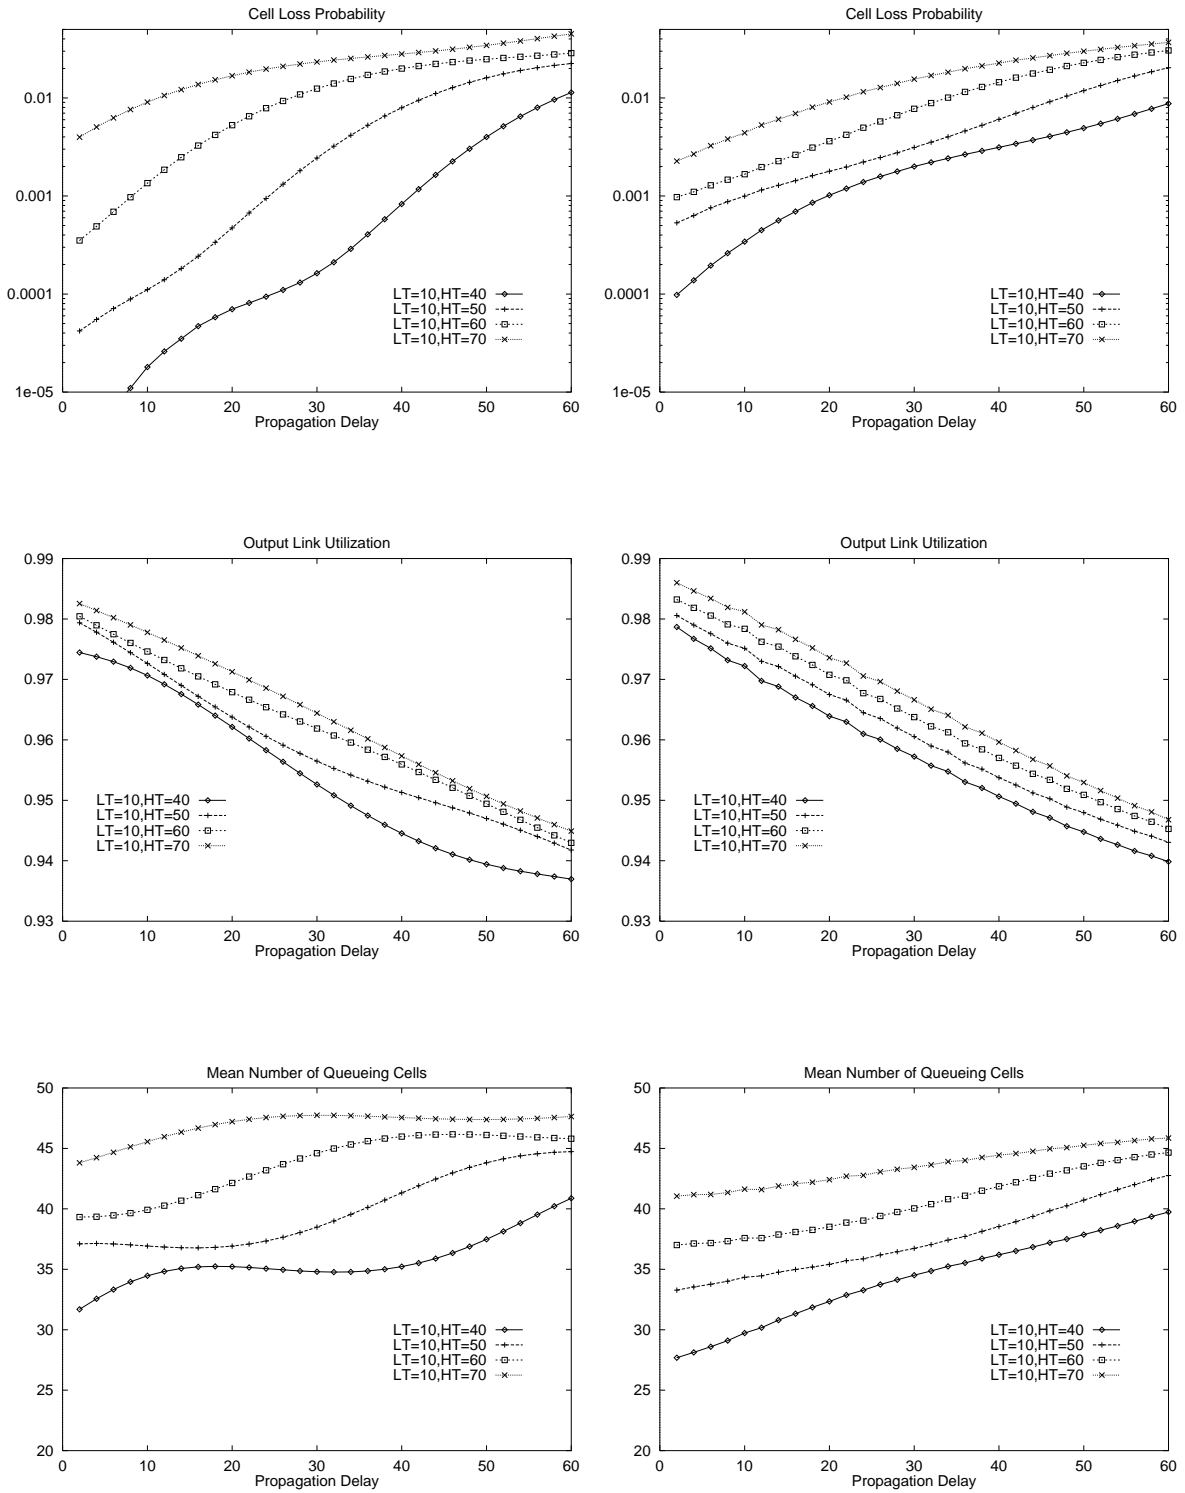 Cell Loss Probability
0.01
0.001
0.0001
1e-05
0 10 20 30 40 50 60
Propagation Delay
LT=10,HT=40
LT=10,HT=50
LT=10,HT=60
LT=10,HT=70
Cell Loss Probability
0.01
0.001
0.0001
1e-05
0 10 20 30 40 50 60
Propagation Delay
LT=10,HT=40
LT=10,HT=50
LT=10,HT=60
LT=10,HT=70
Output Link Utilization
0.99
0.98
0.97
0.96
0.95
0.94
0.93
0 10 20 30 40 50 60
Propagation Delay
LT=10,HT=40
LT=10,HT=50
LT=10,HT=60
LT=10,HT=70
Output Link Utilization
0.99
0.98
0.97
0.96
0.95
0.94
0.93
0 10 20 30 40 50 60
Propagation Delay
LT=10,HT=40
LT=10,HT=50
LT=10,HT=60
LT=10,HT=70
Mean Number of Queueing Cells
50
45
40
35
30
25
20
0 10 20 30 40 50 60
Propagation Delay
LT=10,HT=40
LT=10,HT=50
LT=10,HT=60
LT=10,HT=70
Mean Number of Queueing Cells
50
45
40
35
30
25
20
0 10 20 30 40 50 60
Propagation Delay
LT=10,HT=40
LT=10,HT=50
LT=10,HT=60
LT=10,HT=70